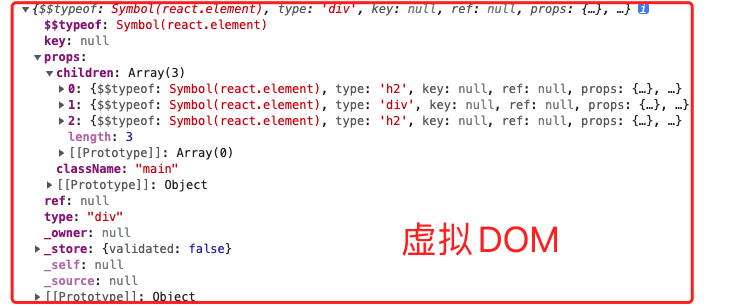 ▼{$$typeof: Symbol(react.element), type: 'div', key: null, ref: null, props: {…}, …} i
$$typeof: Symbol(react.element)
key: null
▼props:
▼children: Array(3)
▶0: {$$typeof: Symbol(react.element), type: 'h2', key: null, ref: null, props: {…}, …}
▶1: {$$typeof: Symbol(react.element), type: 'div', key: null, ref: null, props: {…}, …}
▶2: {$$typeof: Symbol(react.element), type: 'h2', key: null, ref: null, props: {…}, …}
length: 3
▶[[Prototype]]: Array(0)
className: "main"
▶[[Prototype]]: Object
ref: null
type: "div"
_owner: null
▶_store: {validated: false}
_self: null
_source: null
▶[[Prototype]]: Object
虚拟DOM